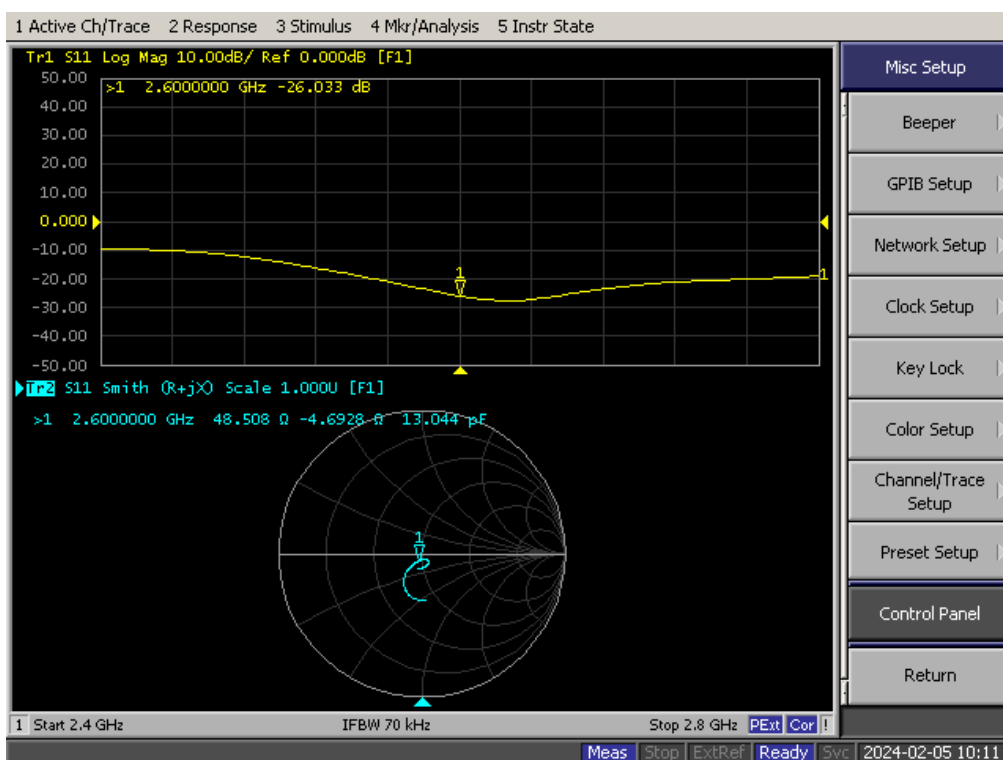 1 Active Ch/Trace 2 Response 3 Stimulus 4 Mkr/Analysis 5 Instr State
Tr1 S11 Log Mag 10.00dB/ Ref 0.000dB [F1]
50.00
>1 2.6000000 GHz -26.033 dB
40.00
30.00
20.00
10.00
0.000
-10.00
-20.00
1
1
-30.00
-40.00
-50.00
Tr2 S11 Smith (R+jX) Scale 1.000U [F1]
>1 2.6000000 GHz 48.508 Ω -4.6928 Ω 13.044 pF
1
1 Start 2.4 GHz IFBW 70 kHz Stop 2.8 GHz PExt Cor !
Misc Setup
Beeper
GPIB Setup
Network Setup
Clock Setup
Key Lock
Color Setup
Channel/Trace
Setup
Preset Setup
Control Panel
Return
Meas Stop ExtRef Ready Svc 2024-02-05 10:11